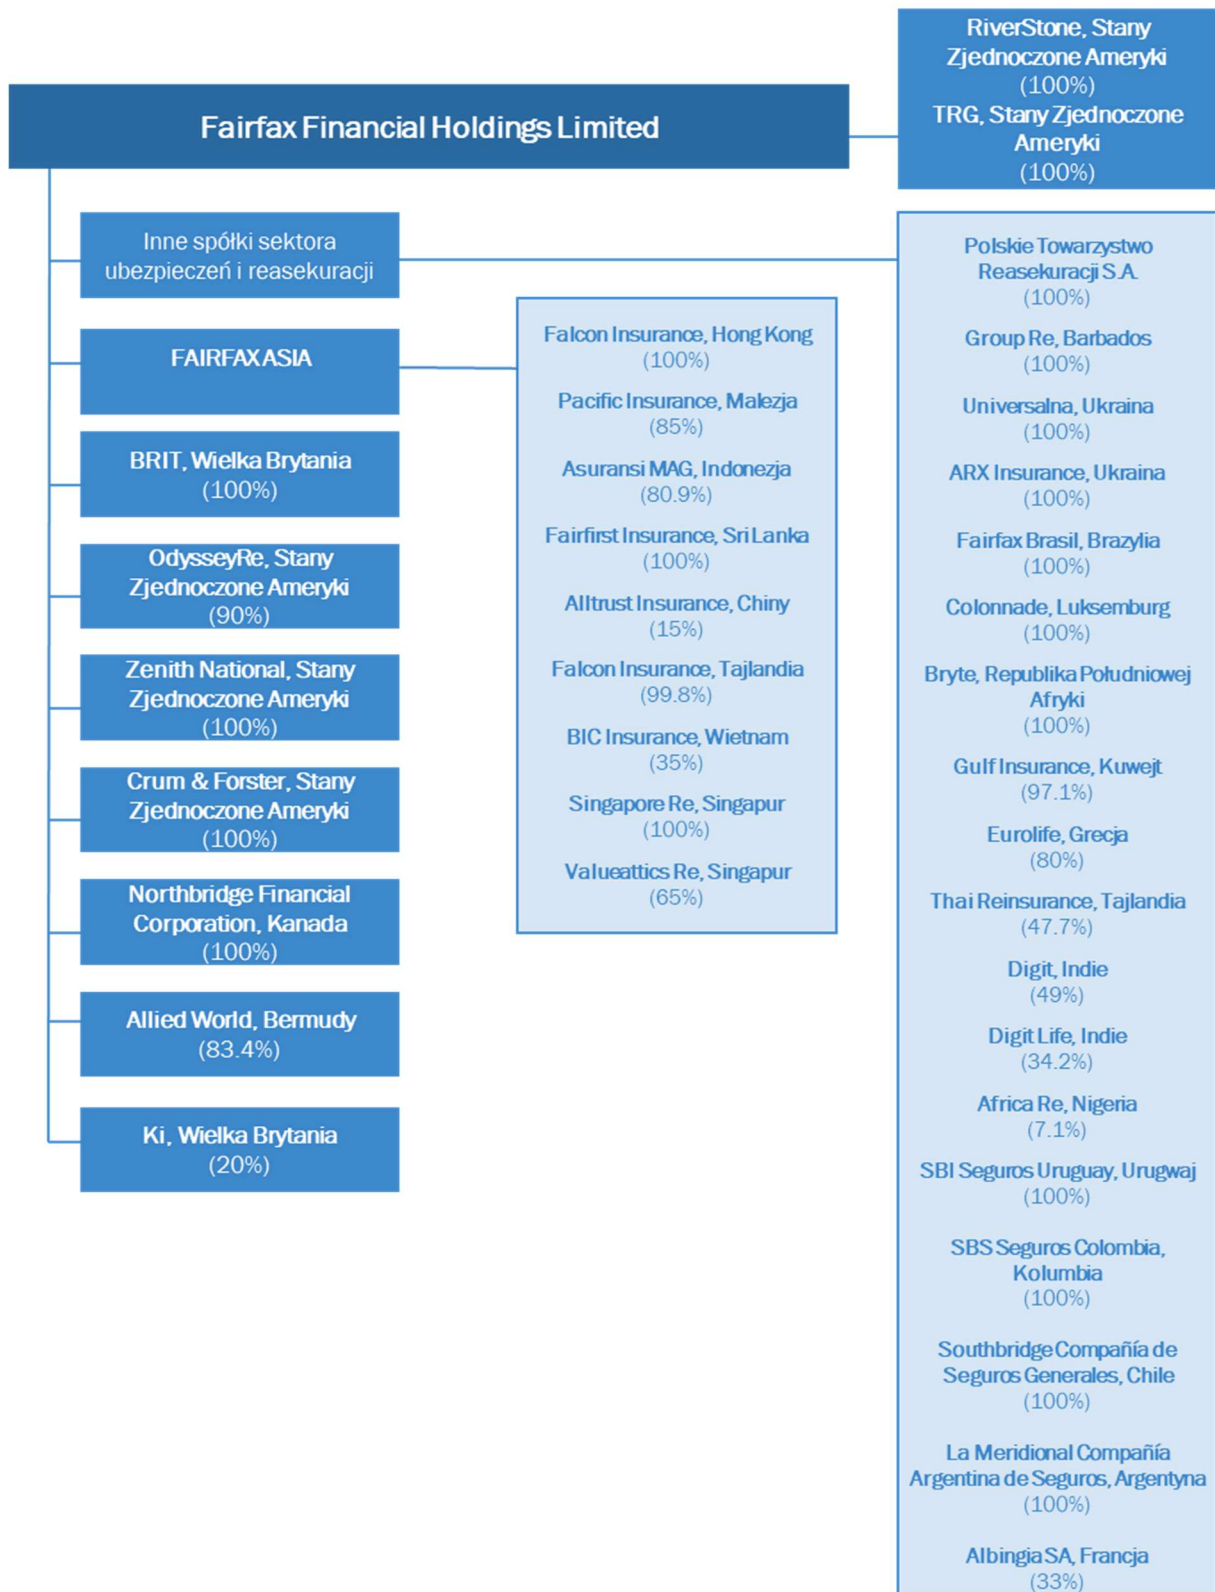 Fairfax Financial Holdings Limited
RiverStone, Stany
Zjednoczone Ameryki
(100%)
TRG, Stany Zjednoczone
Ameryki
(100%)
Inne spółki sektora
ubezpieczeń i reasekuracji
FAIRFAX ASIA
BRIT, Wielka Brytania
(100%)
OdysseyRe, Stany
Zjednoczone Ameryki
(90%)
Zenith National, Stany
Zjednoczone Ameryki
(100%)
Crum & Forster, Stany
Zjednoczone Ameryki
(100%)
Northbridge Financial
Corporation, Kanada
(100%)
Allied World, Bermudy
(83.4%)
Ki, Wielka Brytania
(20%)
Falcon Insurance, Hong Kong
(100%)
Pacific Insurance, Malezja
(85%)
Asuransi MAG, Indonezja
(80.9%)
Fairfirst Insurance, Sri Lanka
(100%)
Alltrust Insurance, Chiny
(15%)
Falcon Insurance, Tajlandia
(99.8%)
BIC Insurance, Wietnam
(35%)
Singapore Re, Singapur
(100%)
Valueattics Re, Singapur
(65%)
Polskie Towarzystwo
Reasekuracji S.A.
(100%)
Group Re, Barbados
(100%)
Universalna, Ukraina
(100%)
ARX Insurance, Ukraina
(100%)
Fairfax Brasil, Brazylia
(100%)
Colonnade, Luksemburg
(100%)
Bryte, Republika Południowej
Afryki
(100%)
Gulf Insurance, Kuwejt
(97.1%)
Eurolife, Grecja
(80%)
Thai Reinsurance, Tajlandia
(47.7%)
Digit, Indie
(49%)
Digit Life, Indie
(34.2%)
Africa Re, Nigeria
(7.1%)
SBI Seguros Uruguay, Urugwaj
(100%)
SBS Seguros Colombia,
Kolumbia
(100%)
Southbridge Compañía de
Seguros Generales, Chile
(100%)
La Meridional Compañía
Argentina de Seguros, Argentyna
(100%)
Albingia SA, Francja
(33%)